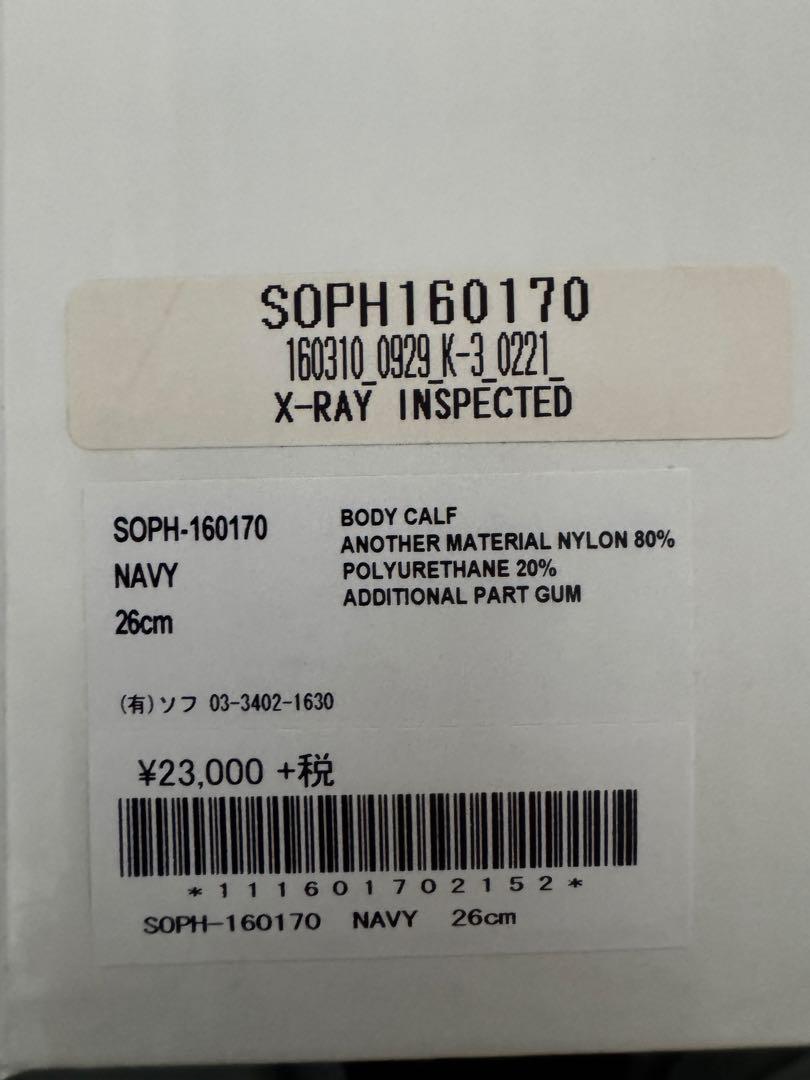 SOPH160170
160310_0929_K-3_0221_
X-RAY INSPECTED
SOPH-160170
NAVY
26cm
BODY CALF
ANOTHER MATERIAL NYLON 80%
POLYURETHANE 20%
ADDITIONAL PART GUM
(有)ソフ 03-3402-1630
¥23,000 +税
*111601702152*
SOPH-160170 NAVY 26cm